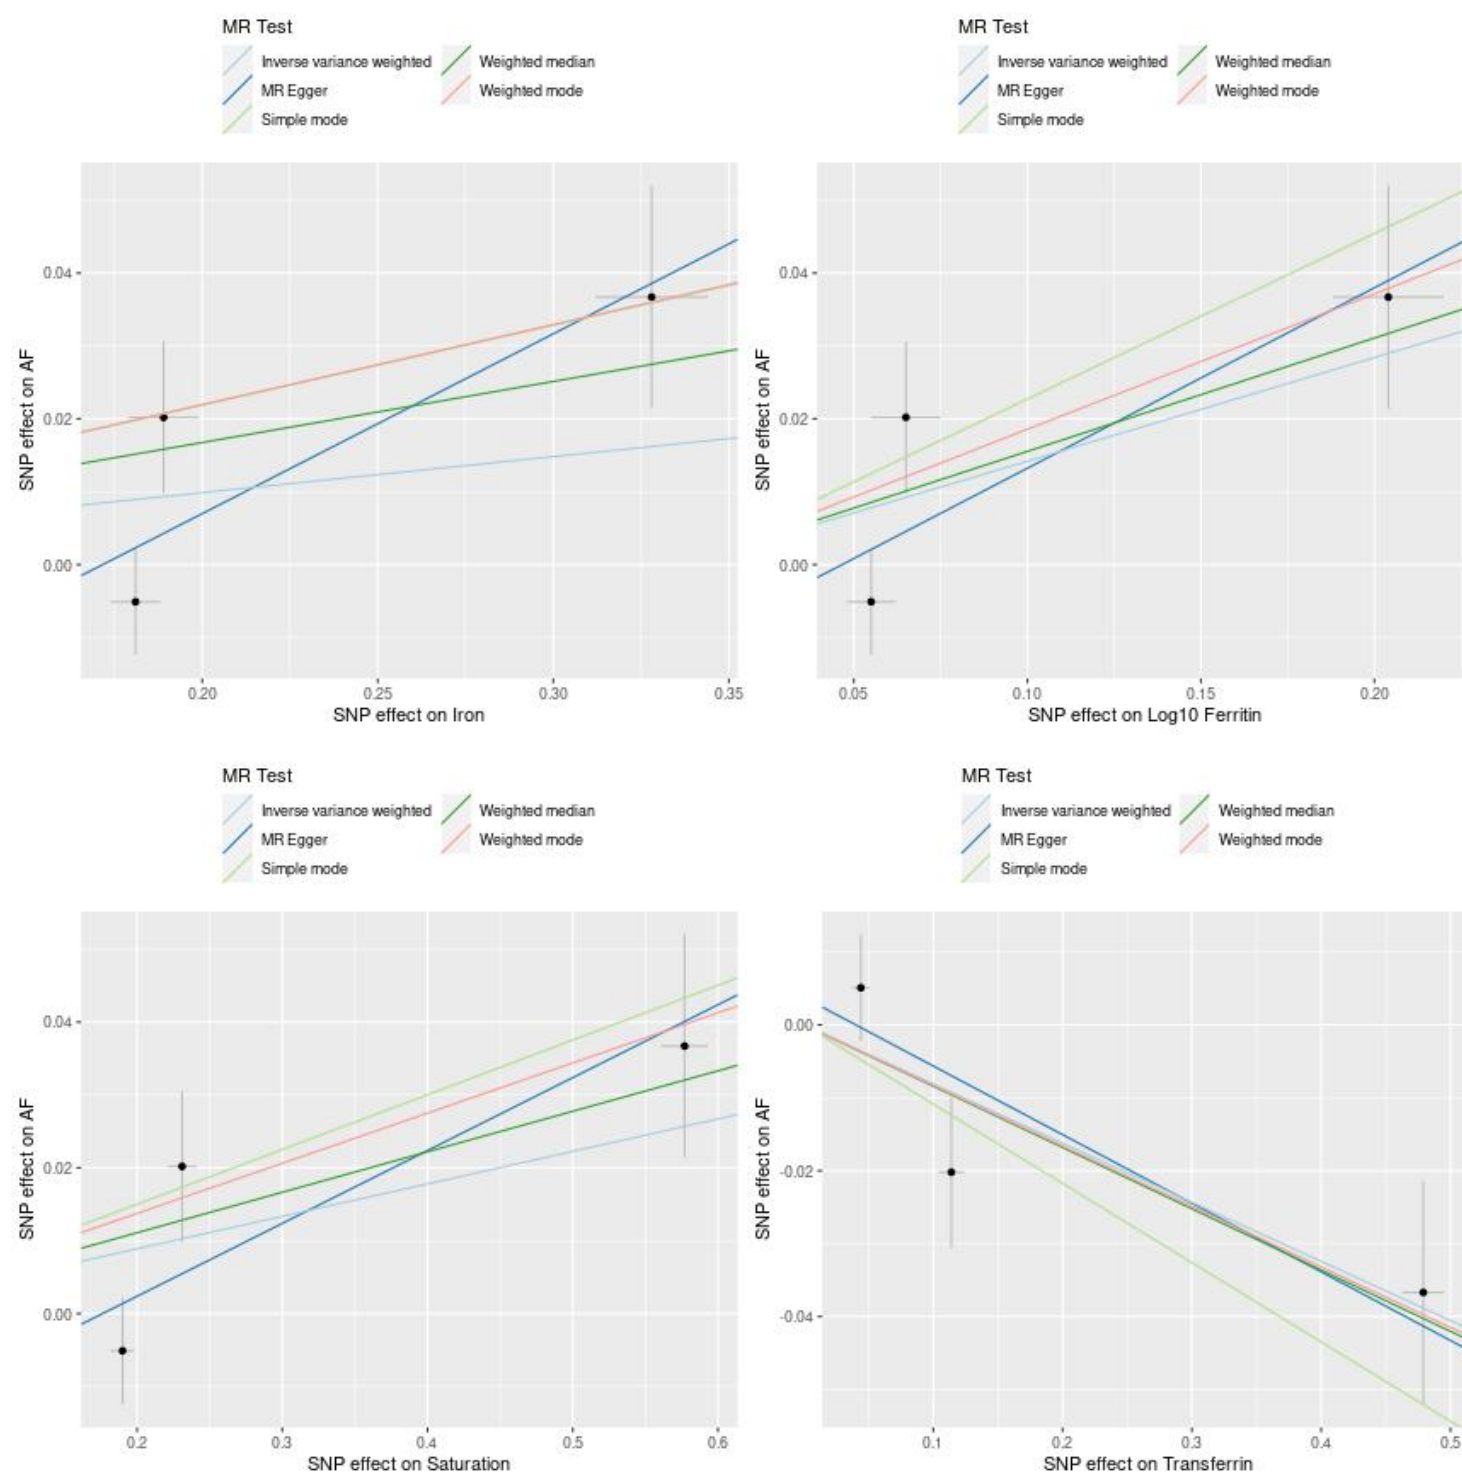 MR Test
Inverse variance weighted
Weighted median
MR Egger
Weighted mode
Simple mode
SNP effect on AF
0.04
0.02
0.00
0.20
0.25
0.30
0.35
SNP effect on Iron
MR Test
Inverse variance weighted
Weighted median
MR Egger
Weighted mode
Simple mode
SNP effect on AF
0.04
0.02
0.00
0.05
0.10
0.15
0.20
SNP effect on Log10 Ferritin
MR Test
Inverse variance weighted
Weighted median
MR Egger
Weighted mode
Simple mode
SNP effect on AF
0.04
0.02
0.00
0.2
0.3
0.4
0.5
0.6
SNP effect on Saturation
MR Test
Inverse variance weighted
Weighted median
MR Egger
Weighted mode
Simple mode
SNP effect on AF
0.00
-0.02
-0.04
0.1
0.2
0.3
0.4
0.5
SNP effect on Transferrin